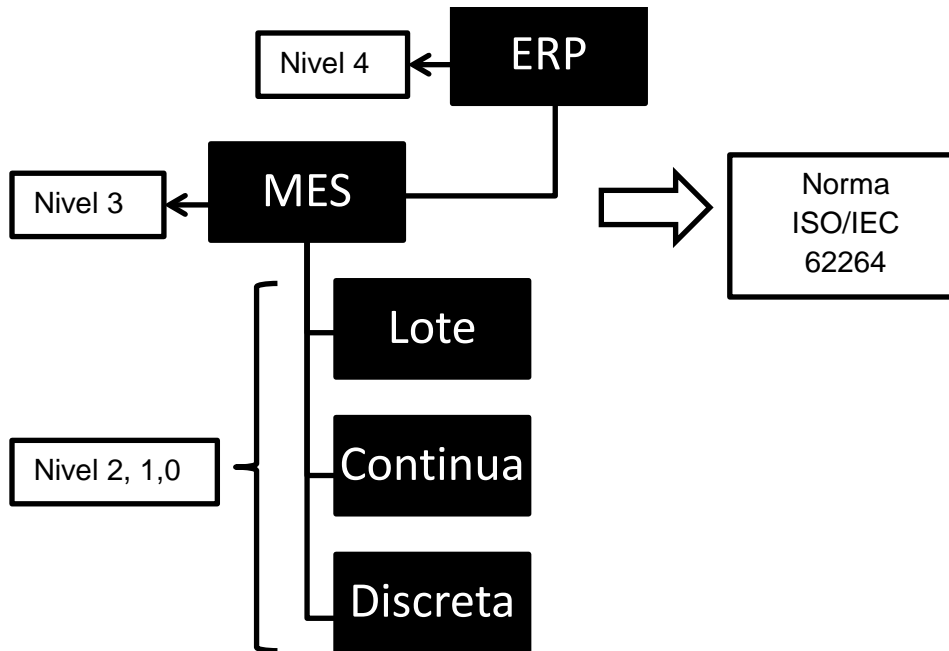 ERP
Nivel 4
MES
Nivel 3
Norma
ISO/IEC
62264
Lote
Continua
Nivel 2, 1,0
Discreta